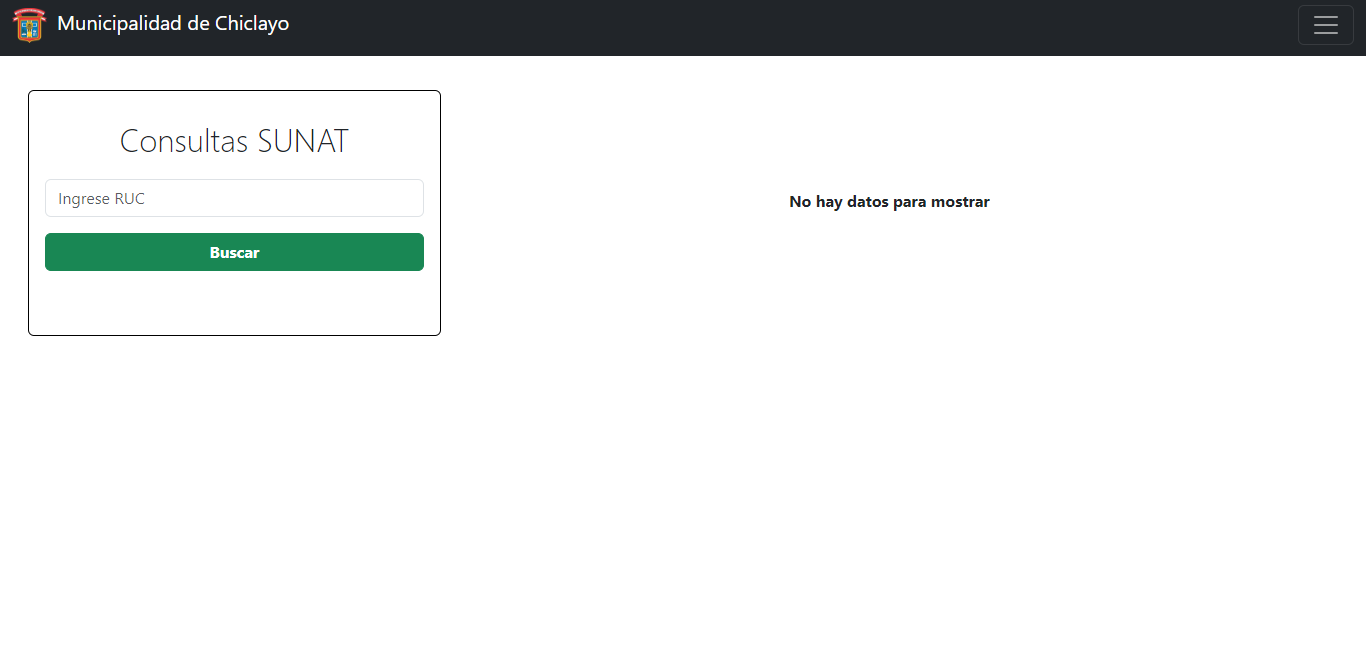 Municipalidad de Chiclayo
Consultas SUNAT
Ingrese RUC
Buscar
No hay datos para mostrar